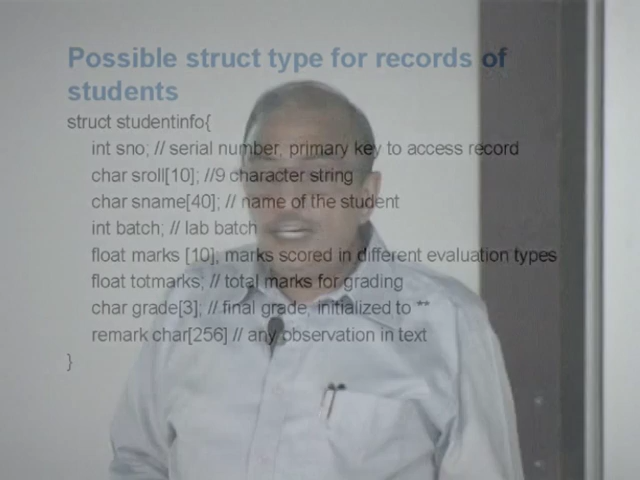 Possible struct type for records of
students
struct studentinfo{
int sno; // serial number, primary key to access record
char sroll[10]; //9 character string
char sname[40]; // name of the student
int batch; // lab batch
float marks [10]; marks scored in different evaluation types
float totmarks; // total marks for grading
char grade[3]; // final grade, initialized to **
remark char[256] // any observation in text
}